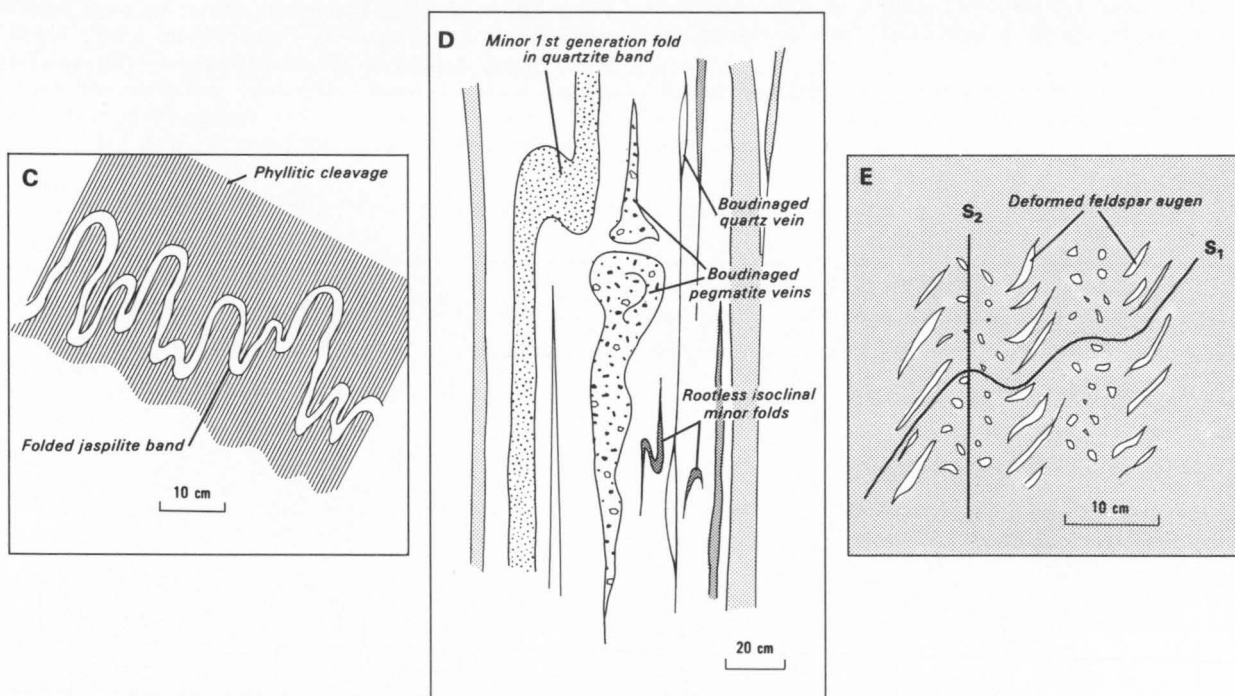 C
Phyllitic cleavage
Folded jaspilite band
10 cm
D
Minor 1st generation fold
in quartzite band
Boudinaged
quartz vein
Boudinaged
pegmatite veins
Rootless isoclinal
minor folds
20 cm
E
Deformed feldspar augen
S2
S1
10 cm